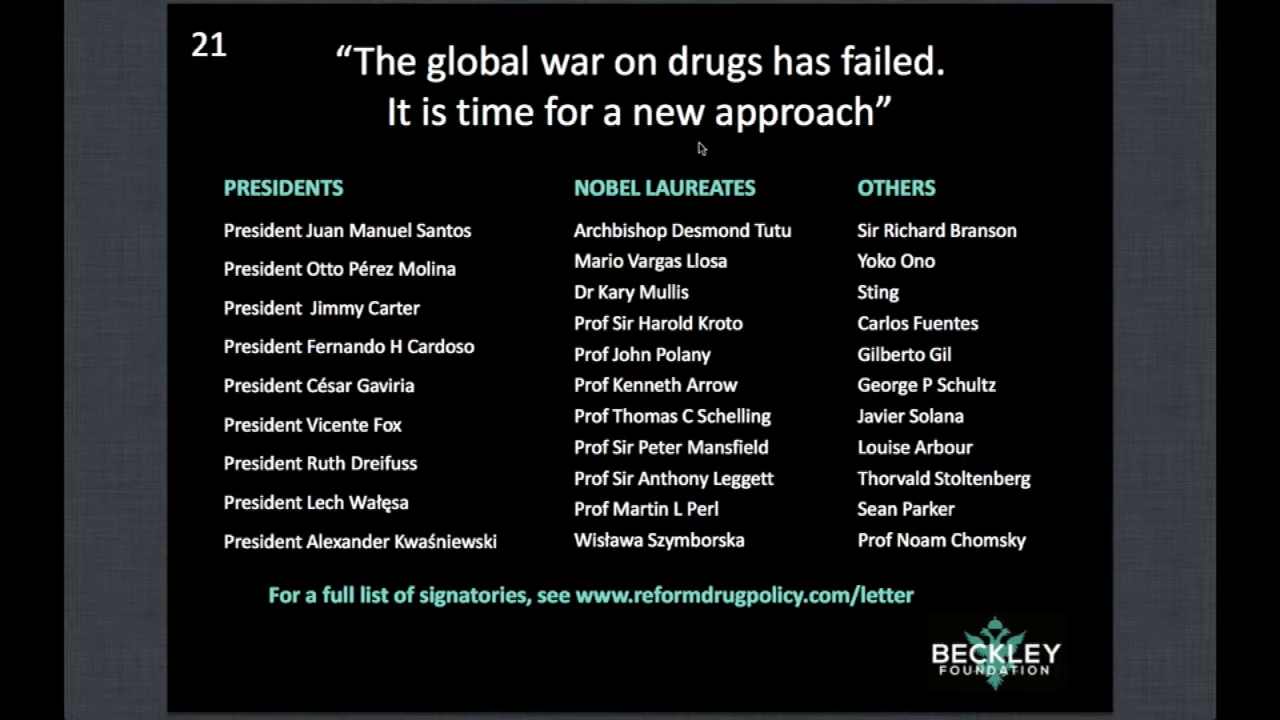 21
“The global war on drugs has failed.
It is time for a new approach”
PRESIDENTS
President Juan Manuel Santos
President Otto Pérez Molina
President Jimmy Carter
President Fernando H Cardoso
President César Gaviria
President Vicente Fox
President Ruth Dreifuss
President Lech Wałęsa
President Alexander Kwaśniewski
NOBEL LAUREATES
Archbishop Desmond Tutu
Mario Vargas Llosa
Dr Kary Mullis
Prof Sir Harold Kroto
Prof John Polany
Prof Kenneth Arrow
Prof Thomas C Schelling
Prof Sir Peter Mansfield
Prof Sir Anthony Leggett
Prof Martin L Perl
Wisława Szymborska
OTHERS
Sir Richard Branson
Yoko Ono
Sting
Carlos Fuentes
Gilberto Gil
George P Schultz
Javier Solana
Louise Arbour
Thorvald Stoltenberg
Sean Parker
Prof Noam Chomsky
For a full list of signatories, see www.reformdrugpolicy.com/letter
BECKLEY
FOUNDATION